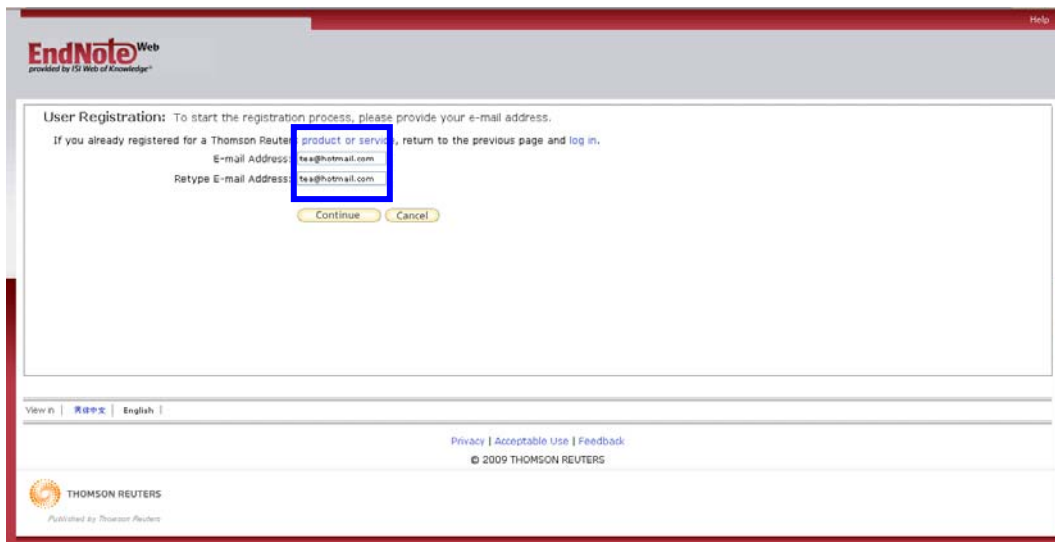 Help
EndNote Web
provided by ISI Web of Knowledge℠
User Registration: To start the registration process, please provide your e-mail address.
If you already registered for a Thomson Reuters product or service, return to the previous page and log in.
E-mail Address: tea@hotmail.com
Retype E-mail Address: tea@hotmail.com
Continue Cancel
View in | 简体中文 | English |
Privacy | Acceptable Use | Feedback
© 2009 THOMSON REUTERS
THOMSON REUTERS
Published by Thomson Reuters